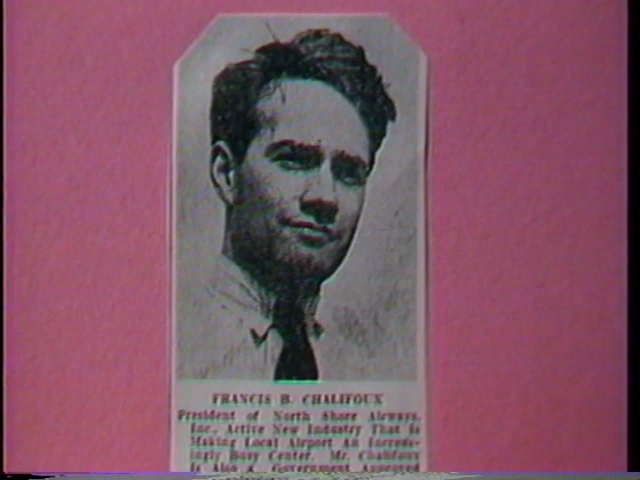 FRANCIS B. CHALIFOUX
President of North Shore Airways,
Inc., Active New Industry That Is
Making Local Airport An Increas-
ingly Busy Center. Mr. Chalifoux
Is Also A Government Approved